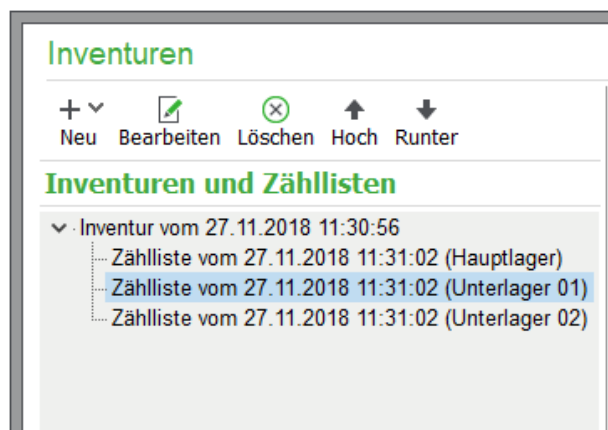 Inventuren
Neu Bearbeiten Löschen Hoch Runter
Inventuren und Zähllisten
Inventur vom 27.11.2018 11:30:56
Zählliste vom 27.11.2018 11:31:02 (Hauptlager)
Zählliste vom 27.11.2018 11:31:02 (Unterlager 01)
Zählliste vom 27.11.2018 11:31:02 (Unterlager 02)